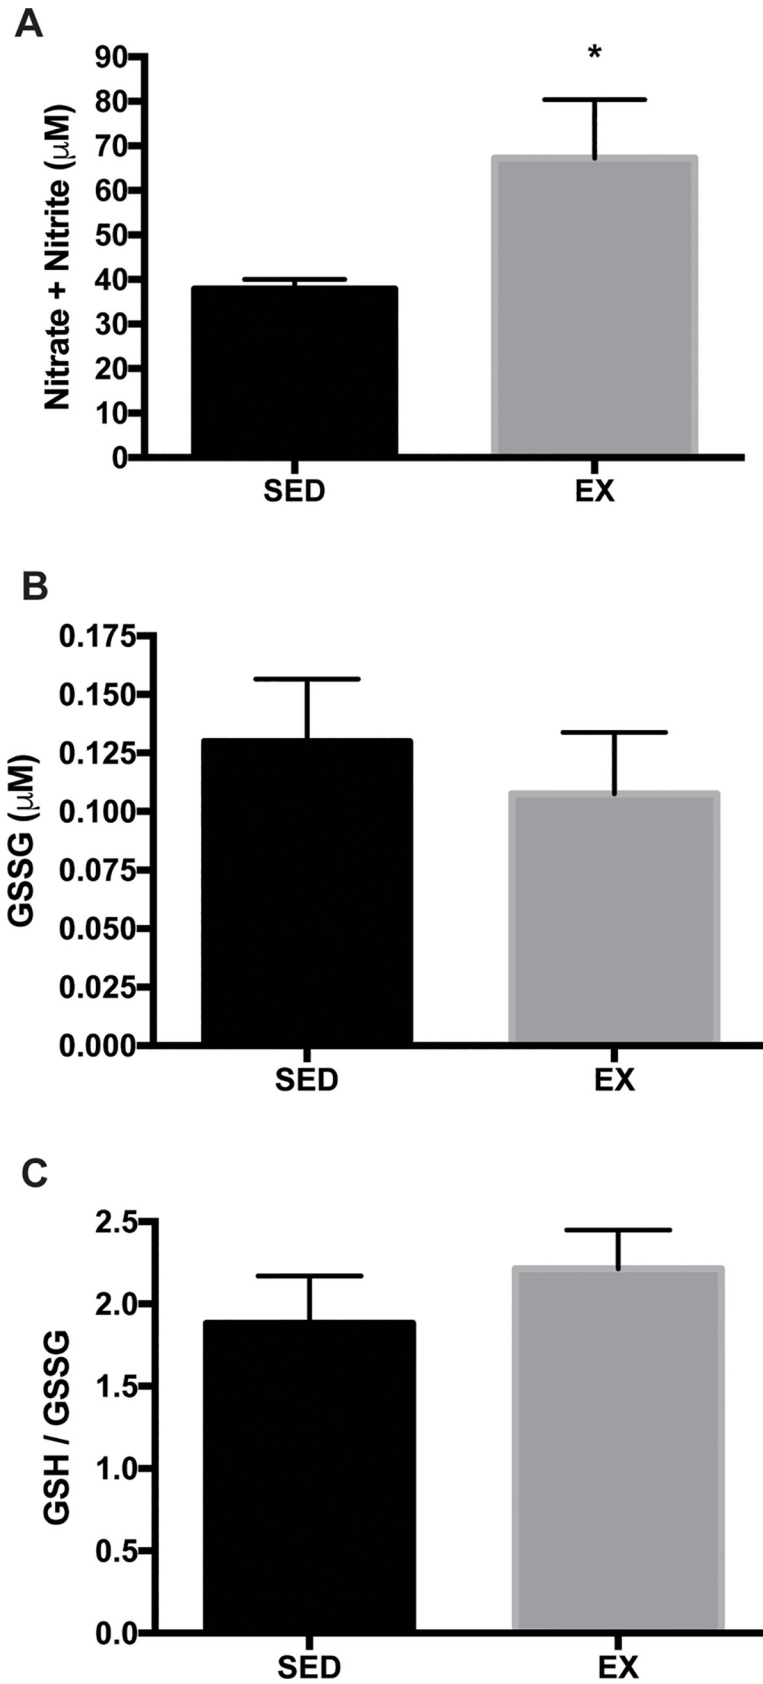 A
Nitrate + Nitrite (μM)
90
80
70
60
50
40
30
20
10
0
*
SED EX
B
GSSG (μM)
0.175
0.150
0.125
0.100
0.075
0.050
0.025
0.000
SED EX
C
GSH / GSSG
2.5
2.0
1.5
1.0
0.5
0.0
SED EX